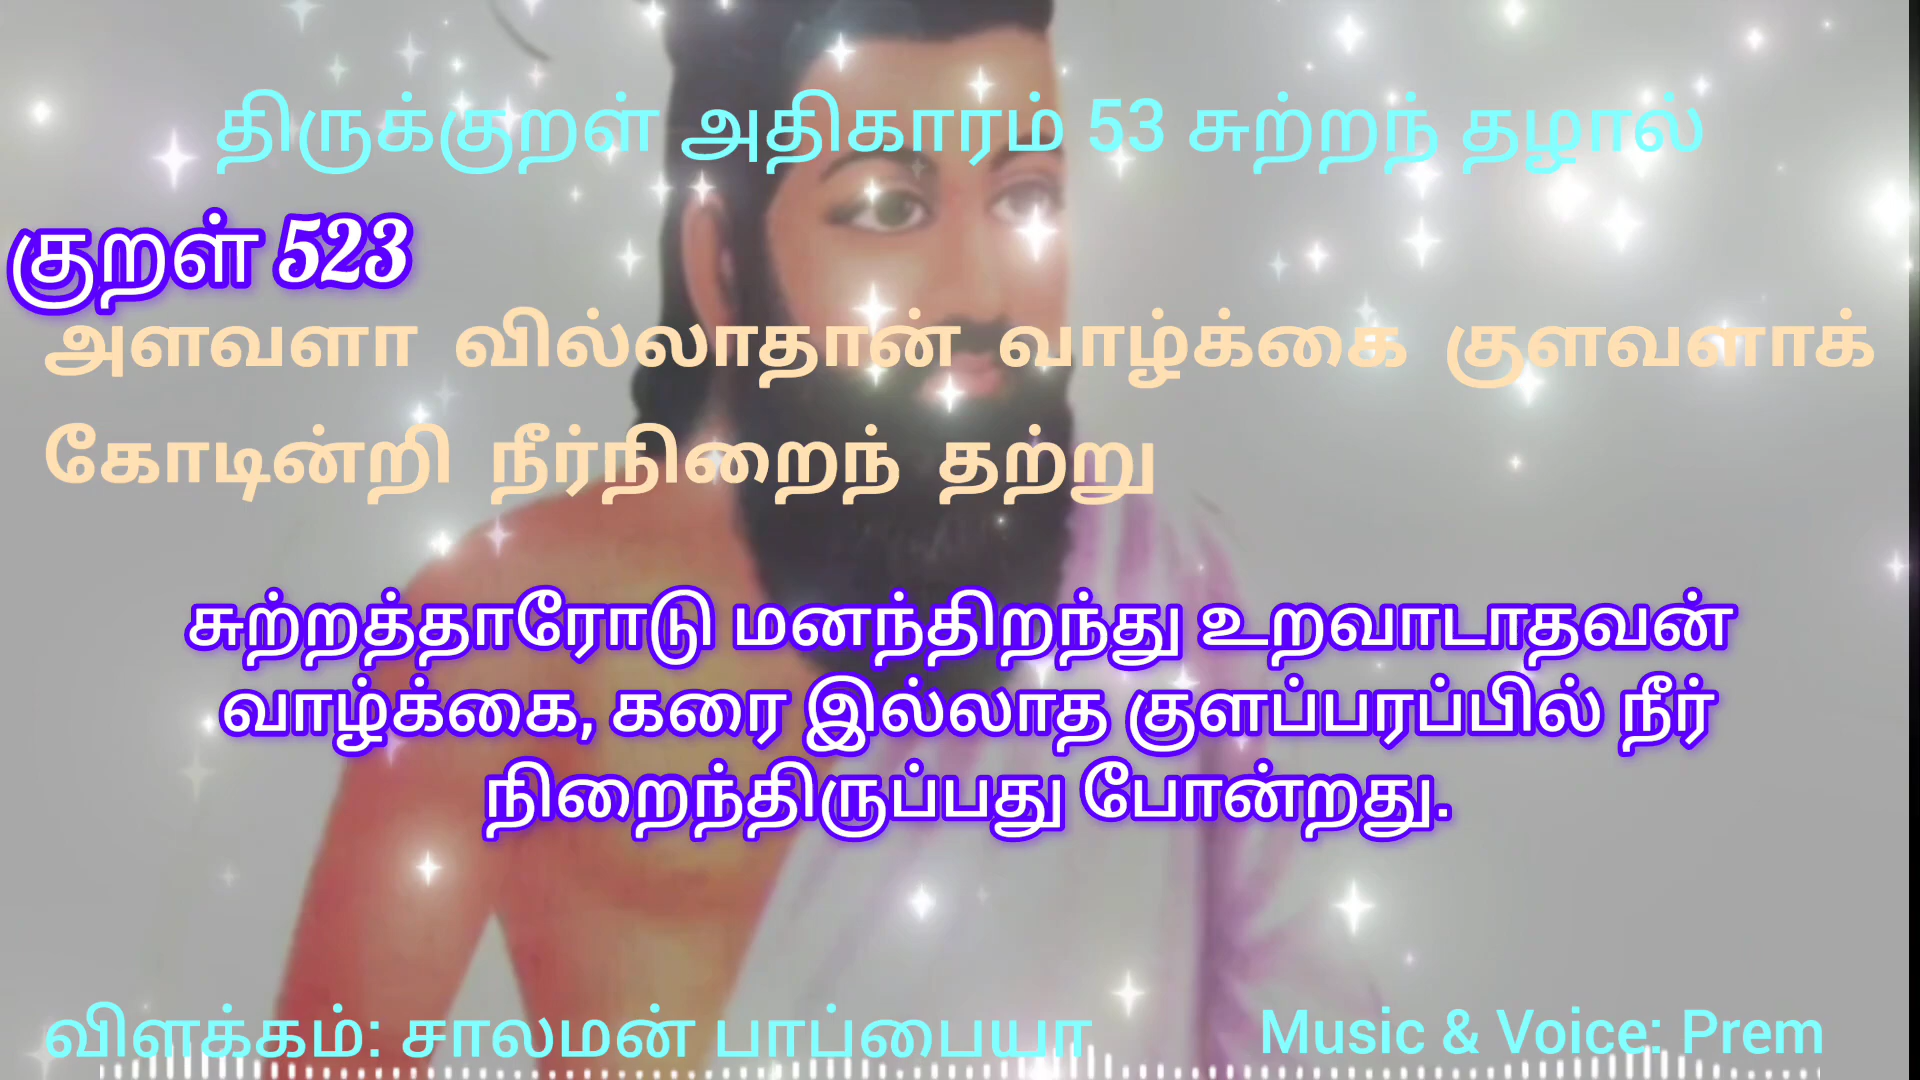 திருக்குறள் அதிகாரம் 53 சுற்றந் தழால்
குறள் 523
அளவளா வில்லாதான் வாழ்க்கை குளவளாக்
கோடின்றி நீர்நிறைந் தற்று
சுற்றத்தாரோடு மனந்திறந்து உறவாடாதவன்
வாழ்க்கை, கரை இல்லாத குளப்பரப்பில் நீர்
நிறைந்திருப்பது போன்றது.
விளக்கம்: சாலமன் பாப்பையா
Music & Voice: Prem